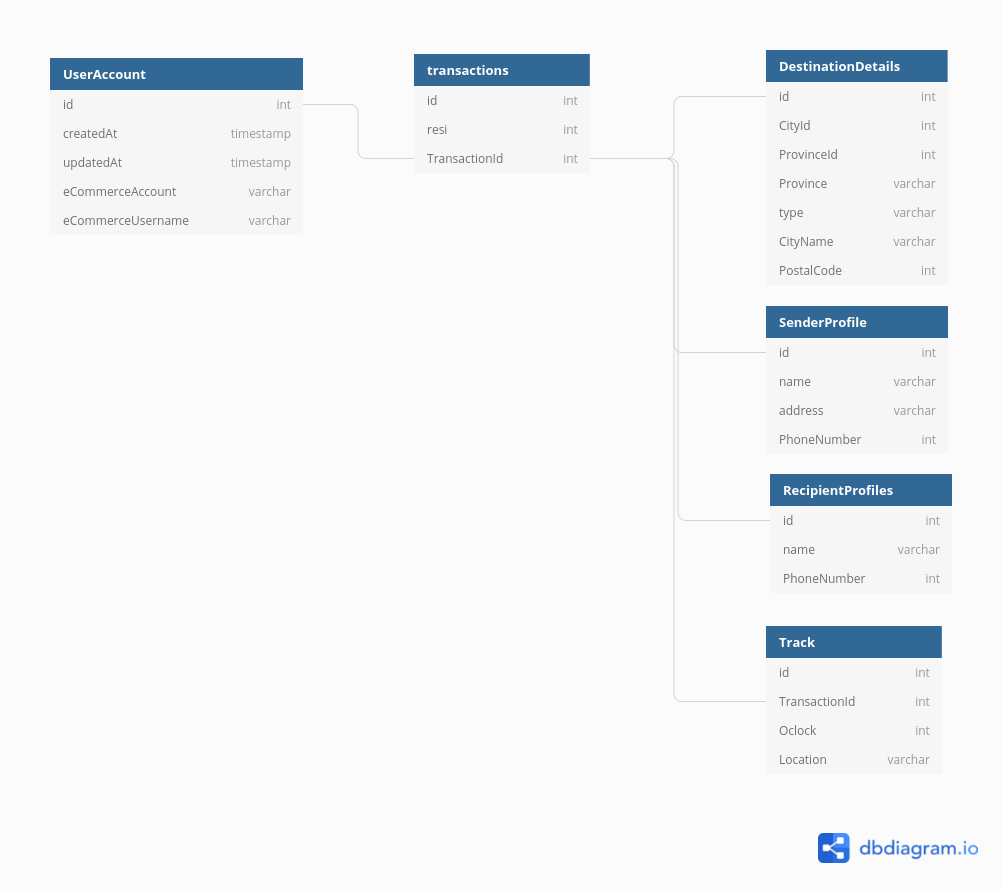 UserAccount
id int
createdAt timestamp
updatedAt timestamp
eCommerceAccount varchar
eCommerceUsername varchar
transactions
id int
resi int
TransactionId int
DestinationDetails
id int
CityId int
ProvinceId int
Province varchar
type varchar
CityName varchar
PostalCode int
SenderProfile
id int
name varchar
address varchar
PhoneNumber int
RecipientProfiles
id int
name varchar
PhoneNumber int
Track
id int
TransactionId int
Oclock int
Location varchar
dbdiagram.io